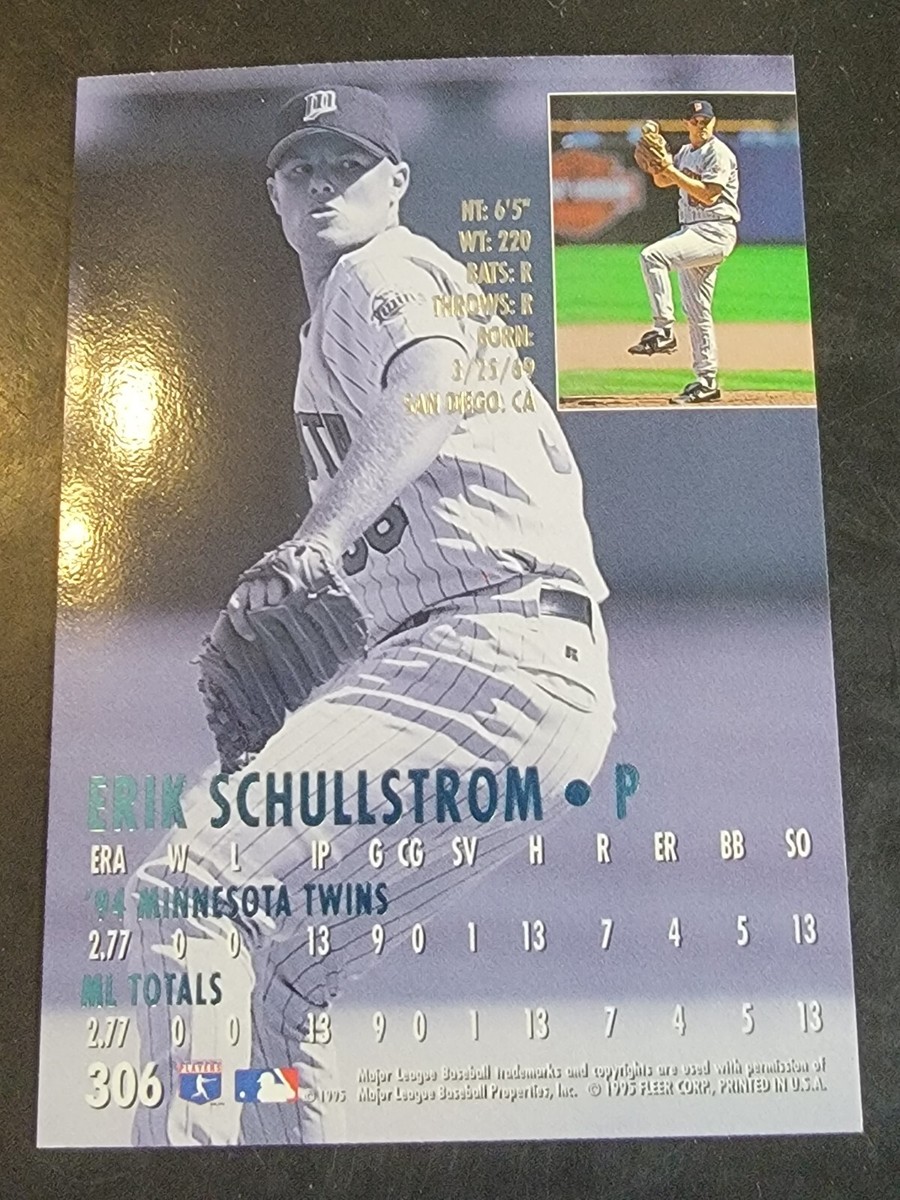 HT: 6'5"
WT: 220
BATS: R
THROWS: R
BORN:
3/25/69
SAN DIEGO: CA
Twins
ERIK SCHULLSTROM • P
ERA W L IP G CG SV H R ER BB SO
'94 MINNESOTA TWINS
2.77 0 0 13 9 0 1 13 7 4 5 13
ML TOTALS
2.77 0 0 13 9 0 1 13 7 4 5 13
306
PLAYERS
Major League Baseball trademarks and copyrights are used with permission of
© 1995 Major League Baseball Properties, Inc. © 1995 FLEER CORP., PRINTED IN U.S.A.